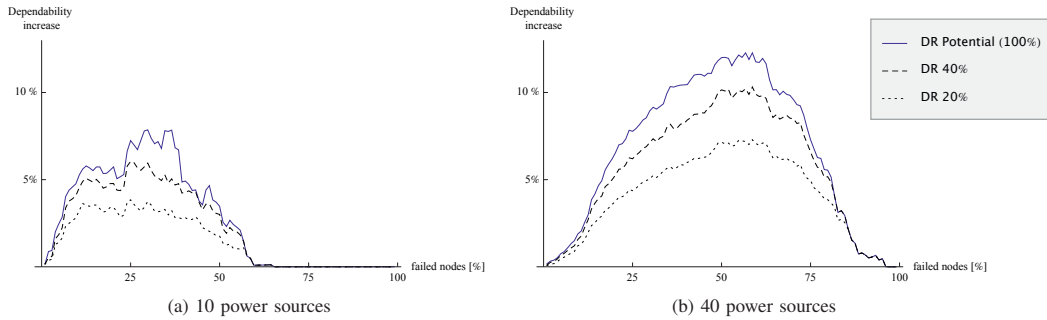 Dependability
increase
10 %
5%
25
50
75
100
failed nodes [%]
(a) 10 power sources
Dependability
increase
10 %
5%
25
50
75
100
failed nodes [%]
(b) 40 power sources
DR Potential (100%)
DR 40%
DR 20%